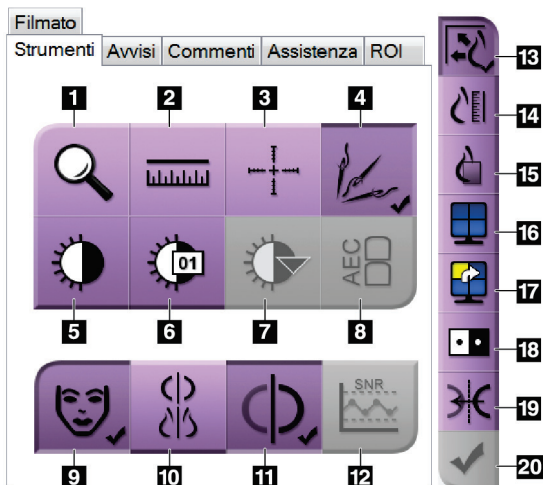 Filmato
Strumenti Avvisi Commenti Assistenza ROI
1 2 3 4
01
AEC
5 6 7 8
SNR
9 10 11 12
13
14
15
16
17
18
19
20